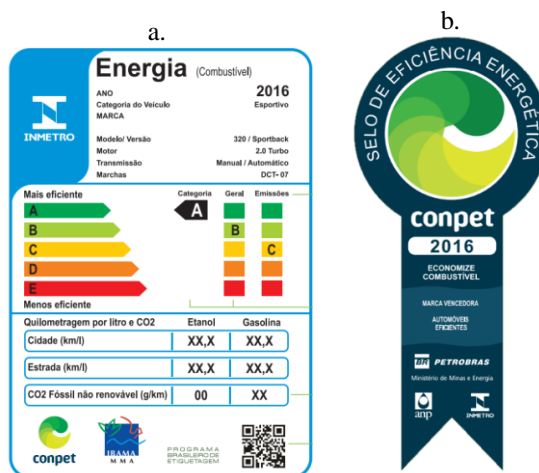 a.
Energia (Combustível)
ANO 2016
Categoria do Veículo Esportivo
MARCA
INMETRO
Modelo/ Versão 320 / Sportback
Motor 2.0 Turbo
Transmissão Manual / Automático
Marchas DCT- 07
Mais eficiente Categoria Geral Emissões
A A
B B
C C
D
E
Menos eficiente
Quilometragem por litro e CO2 Etanol Gasolina
Cidade (km/l) XX,X XX,X
Estrada (km/l) XX,X XX,X
CO2 Fóssil não renovável (g/km) 00 XX
conpet
IBAMA
MMA
PROGRAMA
BRASILEIRO DE
ETIQUETAGEM
b.
SELO DE EFICIÊNCIA ENERGÉTICA
conpet
2016
ECONOMIZE
COMBUSTÍVEL
MARCA VENCEDORA
AUTOMÓVEIS
EFICIENTES
BR PETROBRAS
Ministério de Minas e Energia
anp
INMETRO